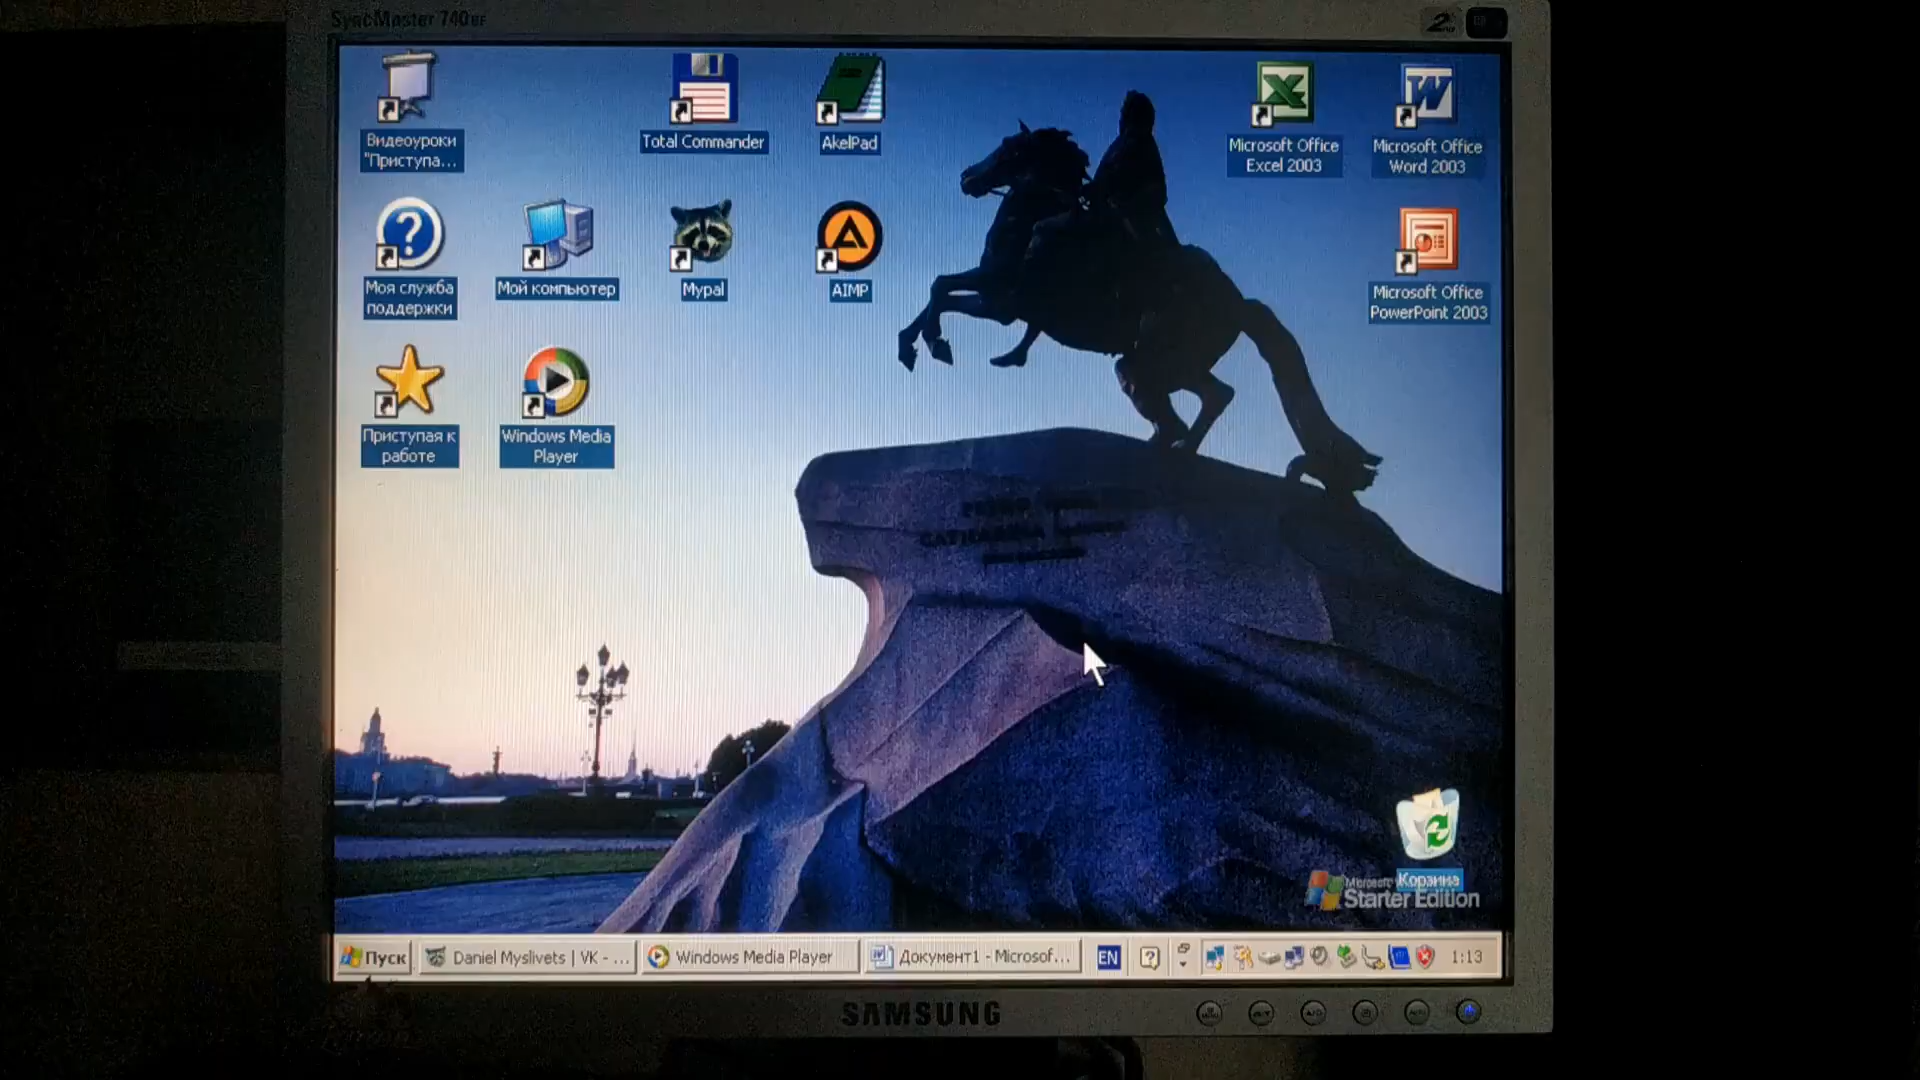 SyncMaster 740BF
Видеоуроки
"Приступа...
Total Commander
AkelPad
Microsoft Office
Excel 2003
Microsoft Office
Word 2003
Моя служба
поддержки
Мой компьютер
Mypal
AIMP
Microsoft Office
PowerPoint 2003
Приступая к
работе
Windows Media
Player
CATHARINA
Корзина
Microsoft
Starter Edition
Пуск
Daniel Myslivets | VK - ...
Windows Media Player
Документ1 - Microsof...
EN
1:13
SAMSUNG